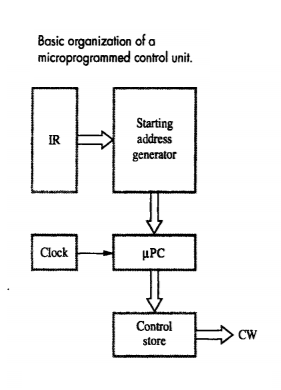 Basic organization of a
microprogrammed control unit.
IR
Starting
address
generator
Clock
μPC
Control
store
CW